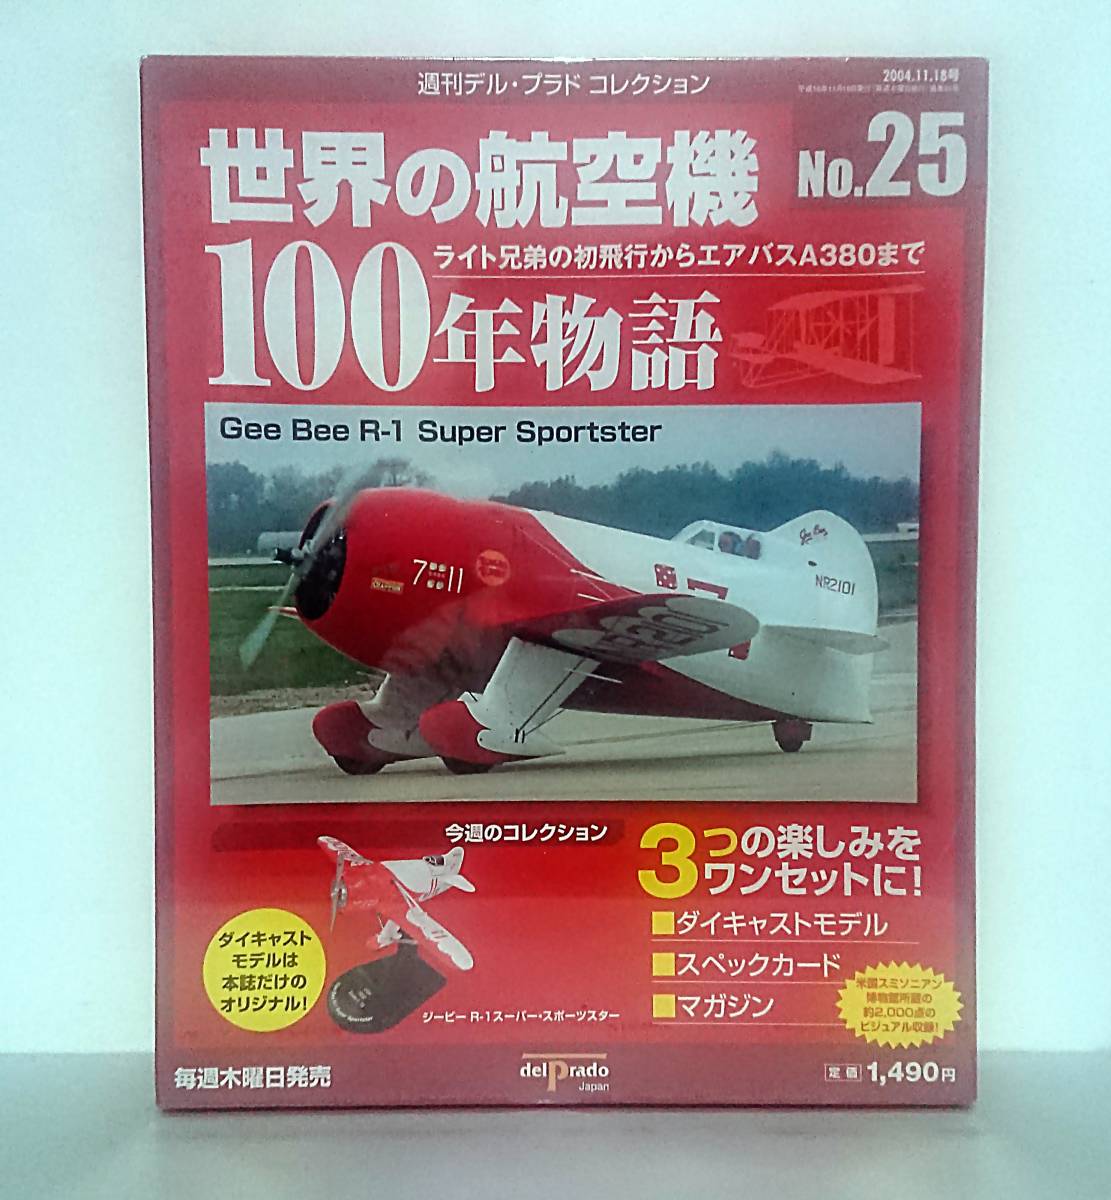 週刊デル・プラド コレクション
2004.11.18号
世界の航空機
No.25
ライト兄弟の初飛行からエアバスA380まで
100年物語
Gee Bee R-1 Super Sportster
Gee Bee
NR2101
7 11
NR2101
今週のコレクション
3つの楽しみを
ワンセットに!
■ダイキャストモデル
■スペックカード
■マガジン
ダイキャスト
モデルは
本誌だけの
オリジナル!
米国スミソニアン
博物館所蔵の
約2,000点の
ビジュアル収録!
ジービー R-1スーパー・スポーツスター
毎週木曜日発売
delPrado
Japan
定価 1,490円